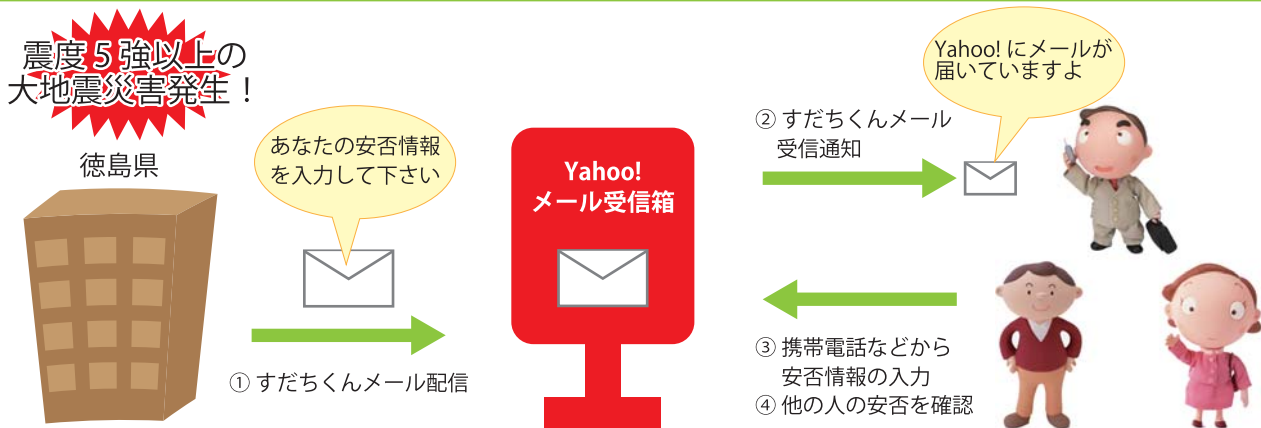 震度5強以上の
大地震災害発生！
徳島県
あなたの安否情報
を入力して下さい
① すだちくんメール配信
Yahoo!
メール受信箱
② すだちくんメール
受信通知
Yahoo! にメールが
届いていますよ
③ 携帯電話などから
安否情報の入力
④ 他の人の安否を確認